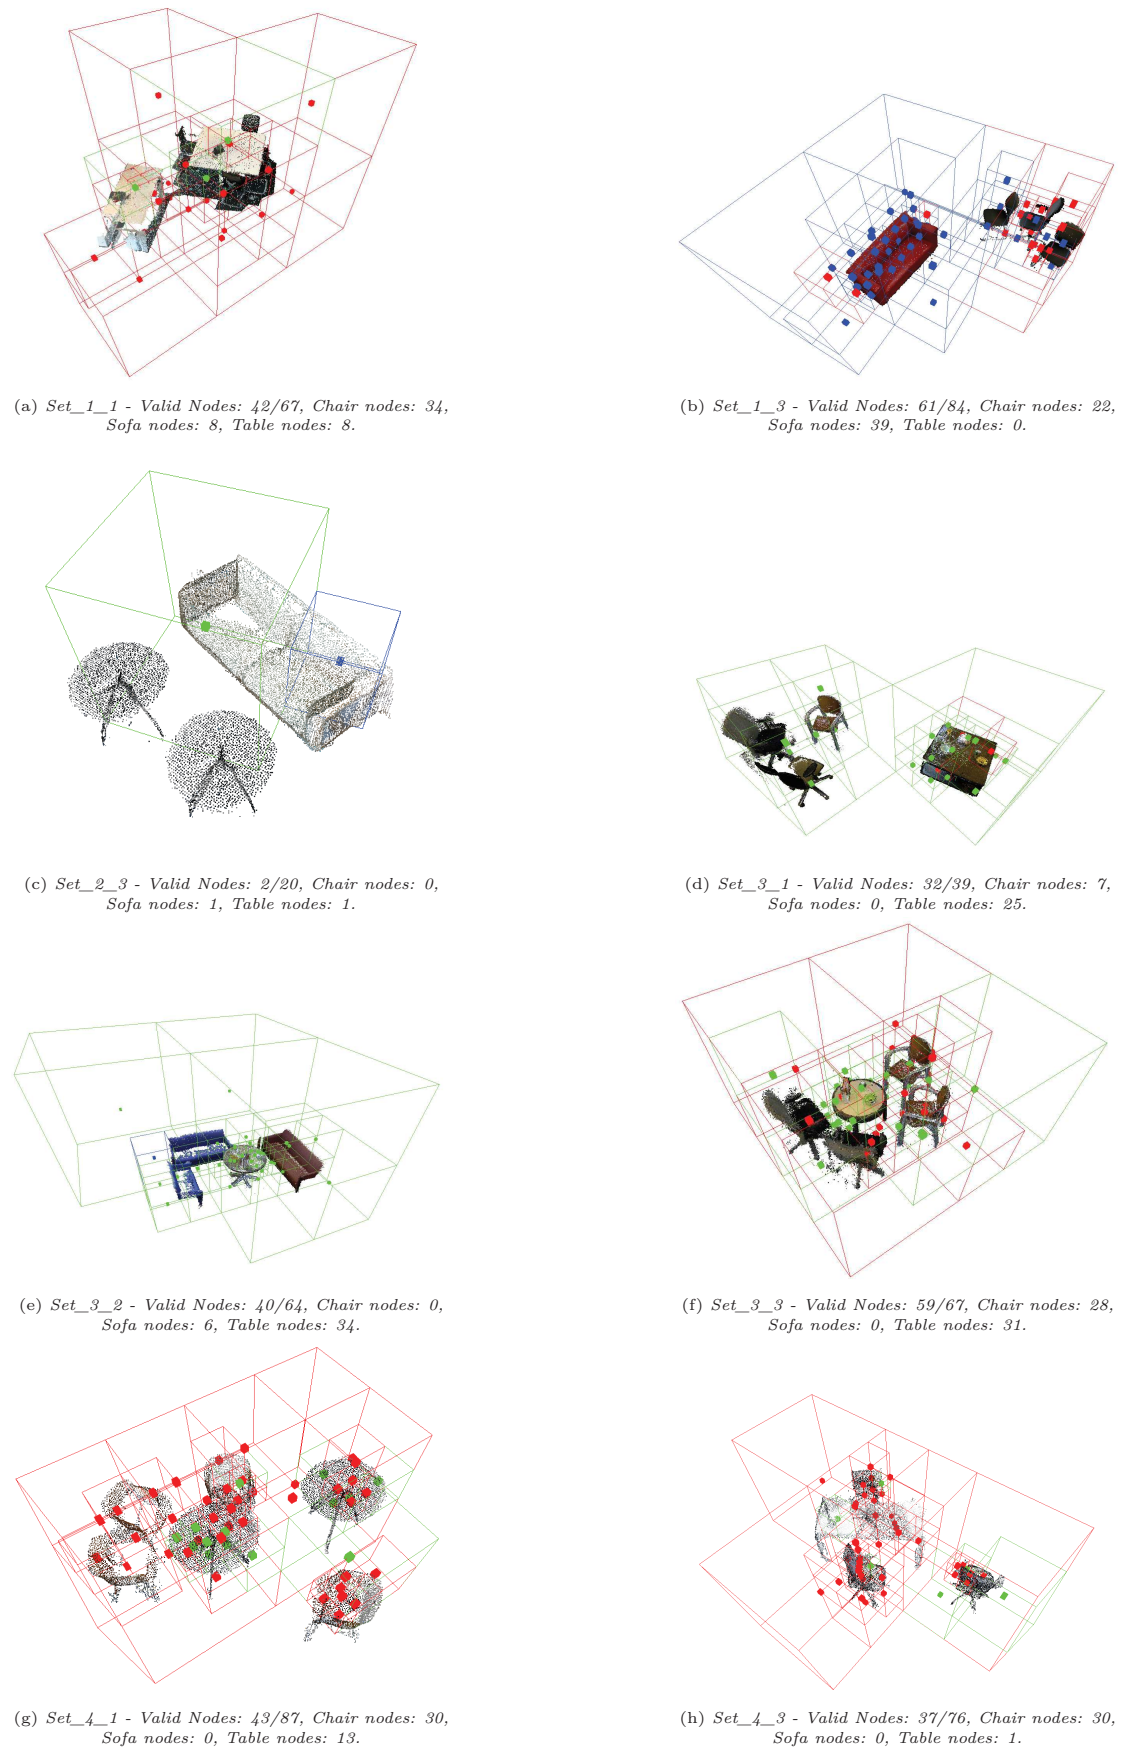 (a) Set_1_1 - Valid Nodes: 42/67, Chair nodes: 34,
Sofa nodes: 8, Table nodes: 8.
(b) Set_1_3 - Valid Nodes: 61/84, Chair nodes: 22,
Sofa nodes: 39, Table nodes: 0.
(c) Set_2_3 - Valid Nodes: 2/20, Chair nodes: 0,
Sofa nodes: 1, Table nodes: 1.
(d) Set_3_1 - Valid Nodes: 32/39, Chair nodes: 7,
Sofa nodes: 0, Table nodes: 25.
(e) Set_3_2 - Valid Nodes: 40/64, Chair nodes: 0,
Sofa nodes: 6, Table nodes: 34.
(f) Set_3_3 - Valid Nodes: 59/67, Chair nodes: 28,
Sofa nodes: 0, Table nodes: 31.
(g) Set_4_1 - Valid Nodes: 43/87, Chair nodes: 30,
Sofa nodes: 0, Table nodes: 13.
(h) Set_4_3 - Valid Nodes: 37/76, Chair nodes: 30,
Sofa nodes: 0, Table nodes: 1.